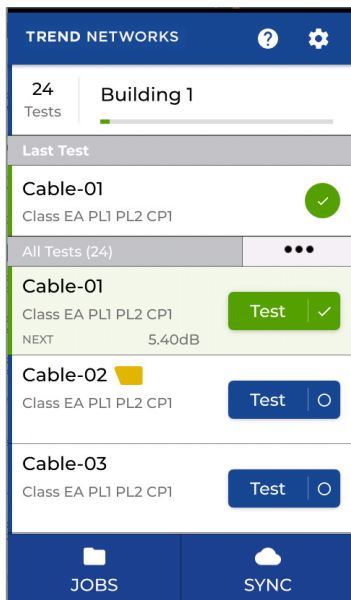 TREND NETWORKS
24
Tests
Building 1
Last Test
Cable-01
Class EA PL1 PL2 CP1
All Tests (24)
Cable-01
Class EA PL1 PL2 CP1
Test
NEXT 5.40dB
Cable-02
Class EA PL1 PL2 CP1
Test
Cable-03
Class EA PL1 PL2 CP1
Test
JOBS
SYNC